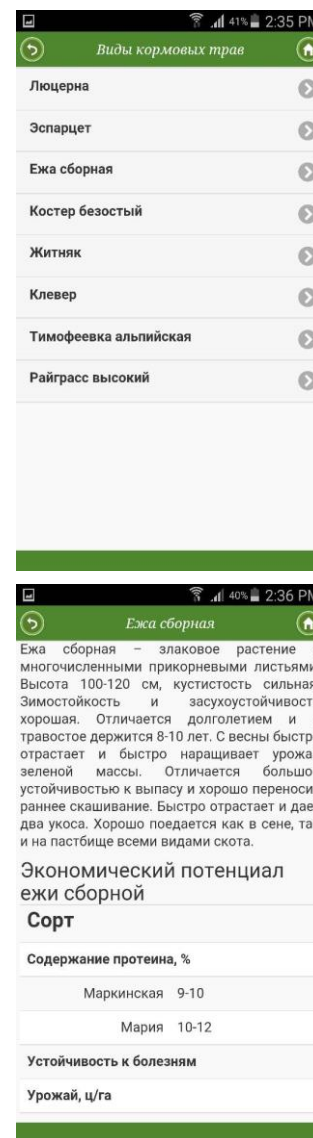 41% 2:35 PM
Виды кормовых трав
Люцерна
Эспарцет
Ежа сборная
Костер безостый
Житняк
Клевер
Тимофеевка альпийская
Райграсс высокий
40% 2:36 PM
Ежа сборная
Ежа сборная – злаковое растение
многочисленными прикорневыми листьями
Высота 100-120 см, кустистость сильная
Зимостойкость и засухоустойчивост
хорошая. Отличается долголетием и
травостое держится 8-10 лет. С весны быстр
отрастает и быстро наращивает урожа
зеленой массы. Отличается большо
устойчивостью к выпасу и хорошо переноси
раннее скашивание. Быстро отрастает и дае
два укоса. Хорошо поедается как в сене, та
и на пастбище всеми видами скота.
Экономический потенциал
ежи сборной
Сорт
Содержание протеина, %
Маркинская 9-10
Мария 10-12
Устойчивость к болезням
Урожай, ц/га